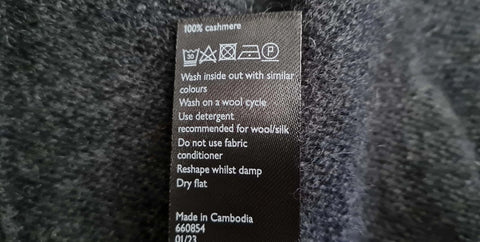 100% cashmere
30 P
Wash inside out with similar
colours
Wash on a wool cycle
Use detergent
recommended for wool/silk
Do not use fabric
conditioner
Reshape whilst damp
Dry flat
Made in Cambodia
660854
01/23